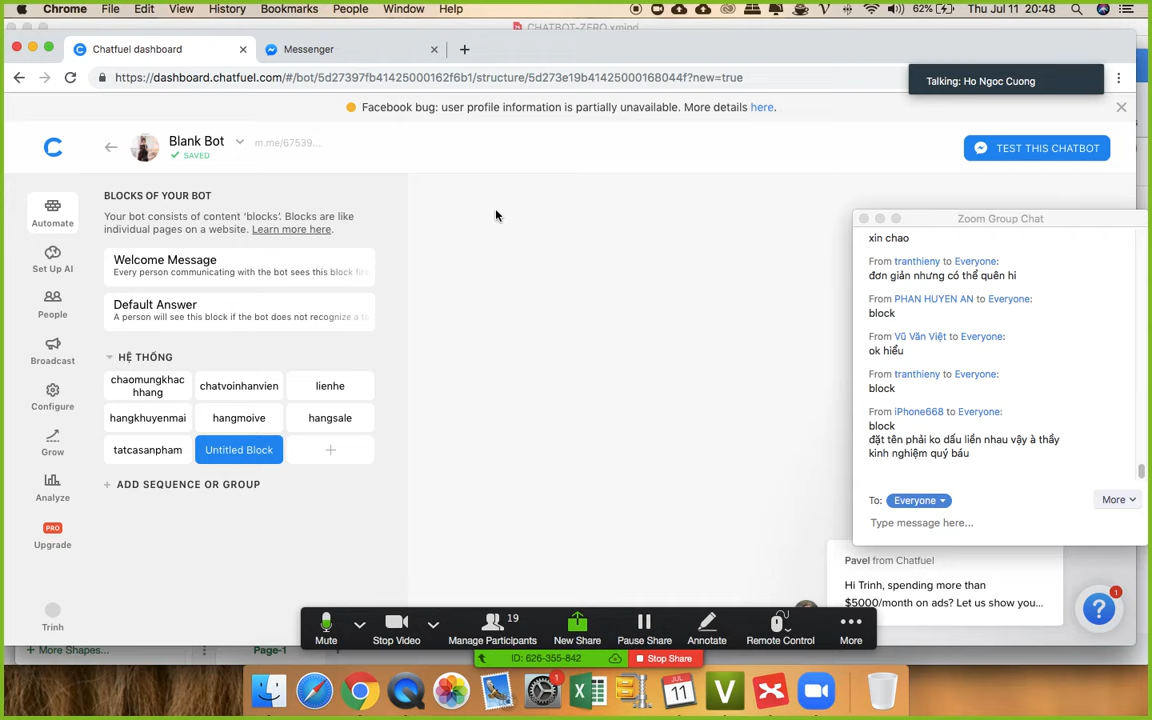 Chrome File Edit View History Bookmarks People Window Help 62% Thu Jul 11 20:48
CHATBOT-ZERO.xmind
Chatfuel dashboard Messenger
https://dashboard.chatfuel.com/#/bot/5d27397fb41425000162f6b1/structure/5d273e19b41425000168044f?new=true
Talking: Ho Ngoc Cuong
Facebook bug: user profile information is partially unavailable. More details here.
Blank Bot m.me/67539...
SAVED
TEST THIS CHATBOT
Automate
Set Up AI
People
Broadcast
Configure
Grow
Analyze
PRO
Upgrade
Trinh
BLOCKS OF YOUR BOT
Your bot consists of content 'blocks'. Blocks are like
individual pages on a website. Learn more here.
Welcome Message
Every person communicating with the bot sees this block
Default Answer
A person will see this block if the bot does not recognize a
HỆ THỐNG
chaomungkhac
hhang
chatvoinhanvien
lienhe
hangkhuyenmai
hangmoive
hangsale
tatcasanpham
Untitled Block
+
+ ADD SEQUENCE OR GROUP
Zoom Group Chat
xin chao
From tranthieny to Everyone:
đơn giản nhưng có thể quên hi
From PHAN HUYEN AN to Everyone:
block
From Vũ Văn Việt to Everyone:
ok hiểu
From tranthieny to Everyone:
block
From iPhone668 to Everyone:
block
đặt tên phải ko dấu liền nhau vậy à thầy
kinh nghiệm quý báu
To: Everyone More
Type message here...
Pavel from Chatfuel
Hi Trinh, spending more than
$5000/month on ads? Let us show you...
1
?
Mute
Stop Video
19
Manage Participants
New Share
Pause Share
Annotate
Remote Control
More
ID: 626-355-842 Stop Share
+ More Shapes... Page-1
1
JUL
11
V